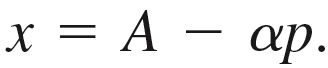 x = A − αp.